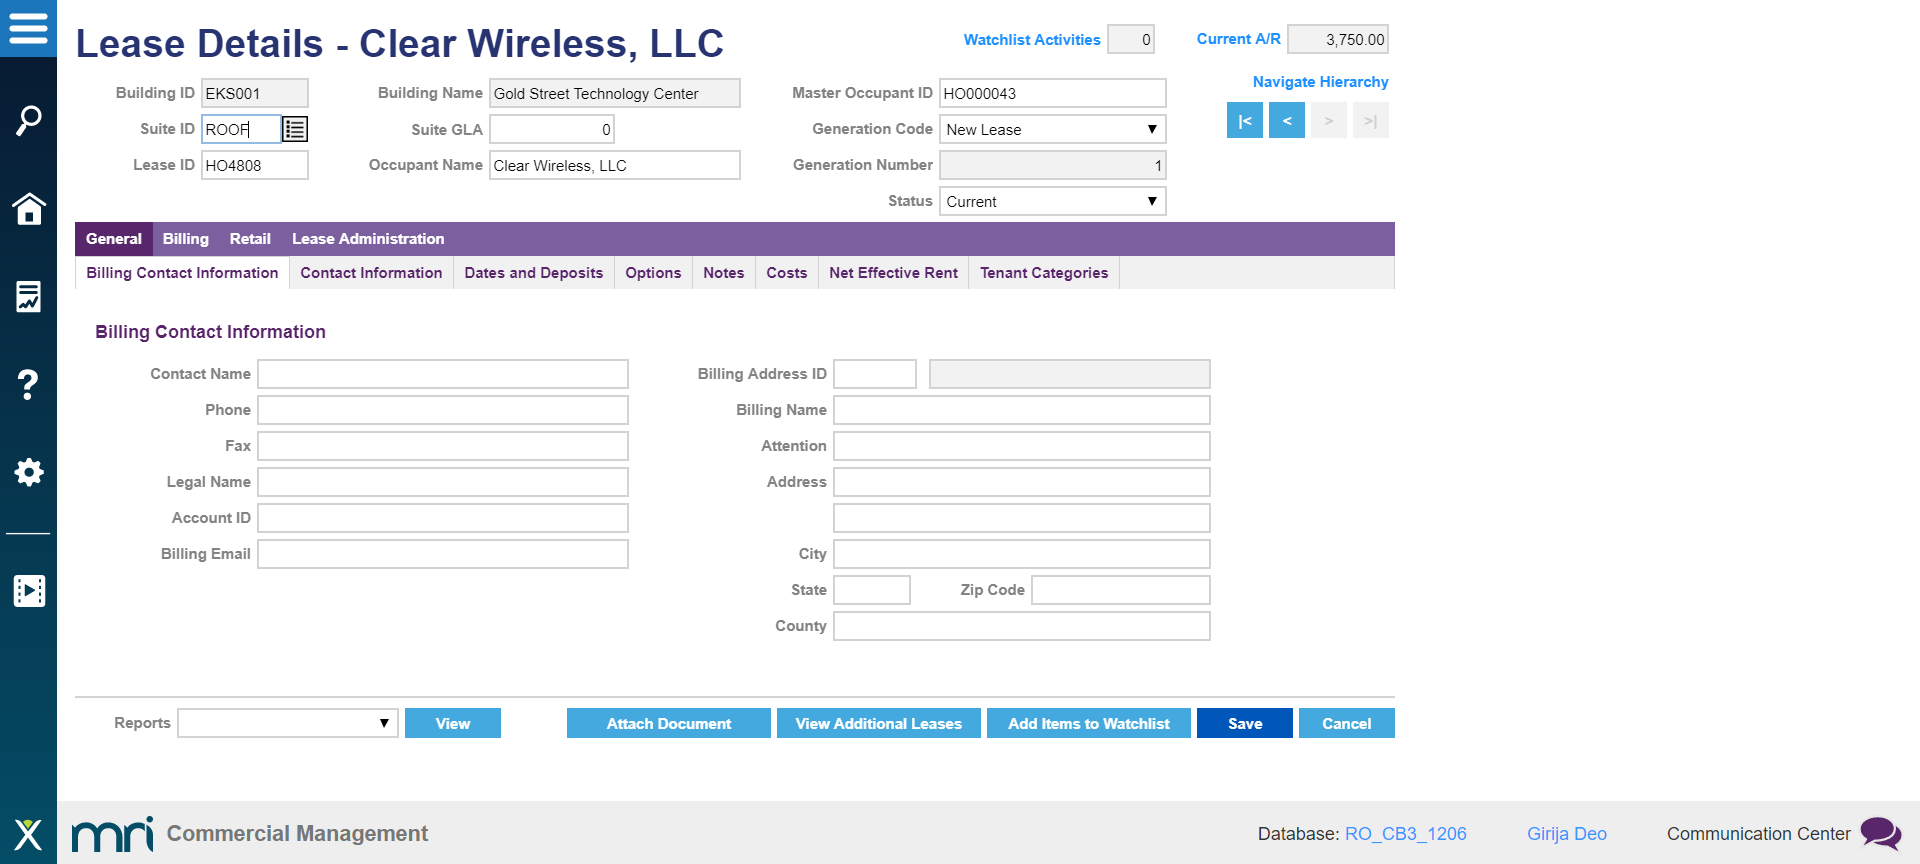 Lease Details - Clear Wireless, LLC
Watchlist Activities 0
Current A/R 3,750.00
Building ID EKS001
Building Name Gold Street Technology Center
Master Occupant ID HO000043
Navigate Hierarchy
Suite ID ROOF
Suite GLA 0
Generation Code New Lease ▼
|< < > >|
Lease ID HO4808
Occupant Name Clear Wireless, LLC
Generation Number 1
Status Current ▼
General Billing Retail Lease Administration
Billing Contact Information Contact Information Dates and Deposits Options Notes Costs Net Effective Rent Tenant Categories
Billing Contact Information
Contact Name
Billing Address ID
Phone
Billing Name
Fax
Attention
Legal Name
Address
Account ID
Billing Email
City
State
Zip Code
County
Reports ▼ View Attach Document View Additional Leases Add Items to Watchlist Save Cancel
mri Commercial Management
Database: RO_CB3_1206
Girija Deo
Communication Center